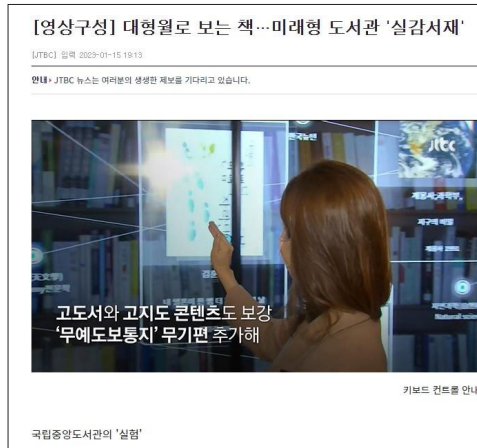 [영상구성] 대형월로 보는 책…미래형 도서관 '실감서재'
[JTBC] 입력 2023-01-15 19:13
안내▸ JTBC 뉴스는 여러분의 생생한 제보를 기다리고 있습니다.
jtbc
지구의 배열
고도서와 고지도 콘텐츠도 보강
'무예도보통지' 무기편 추가해
키보드 컨트롤 안내
국립중앙도서관의 '실험'